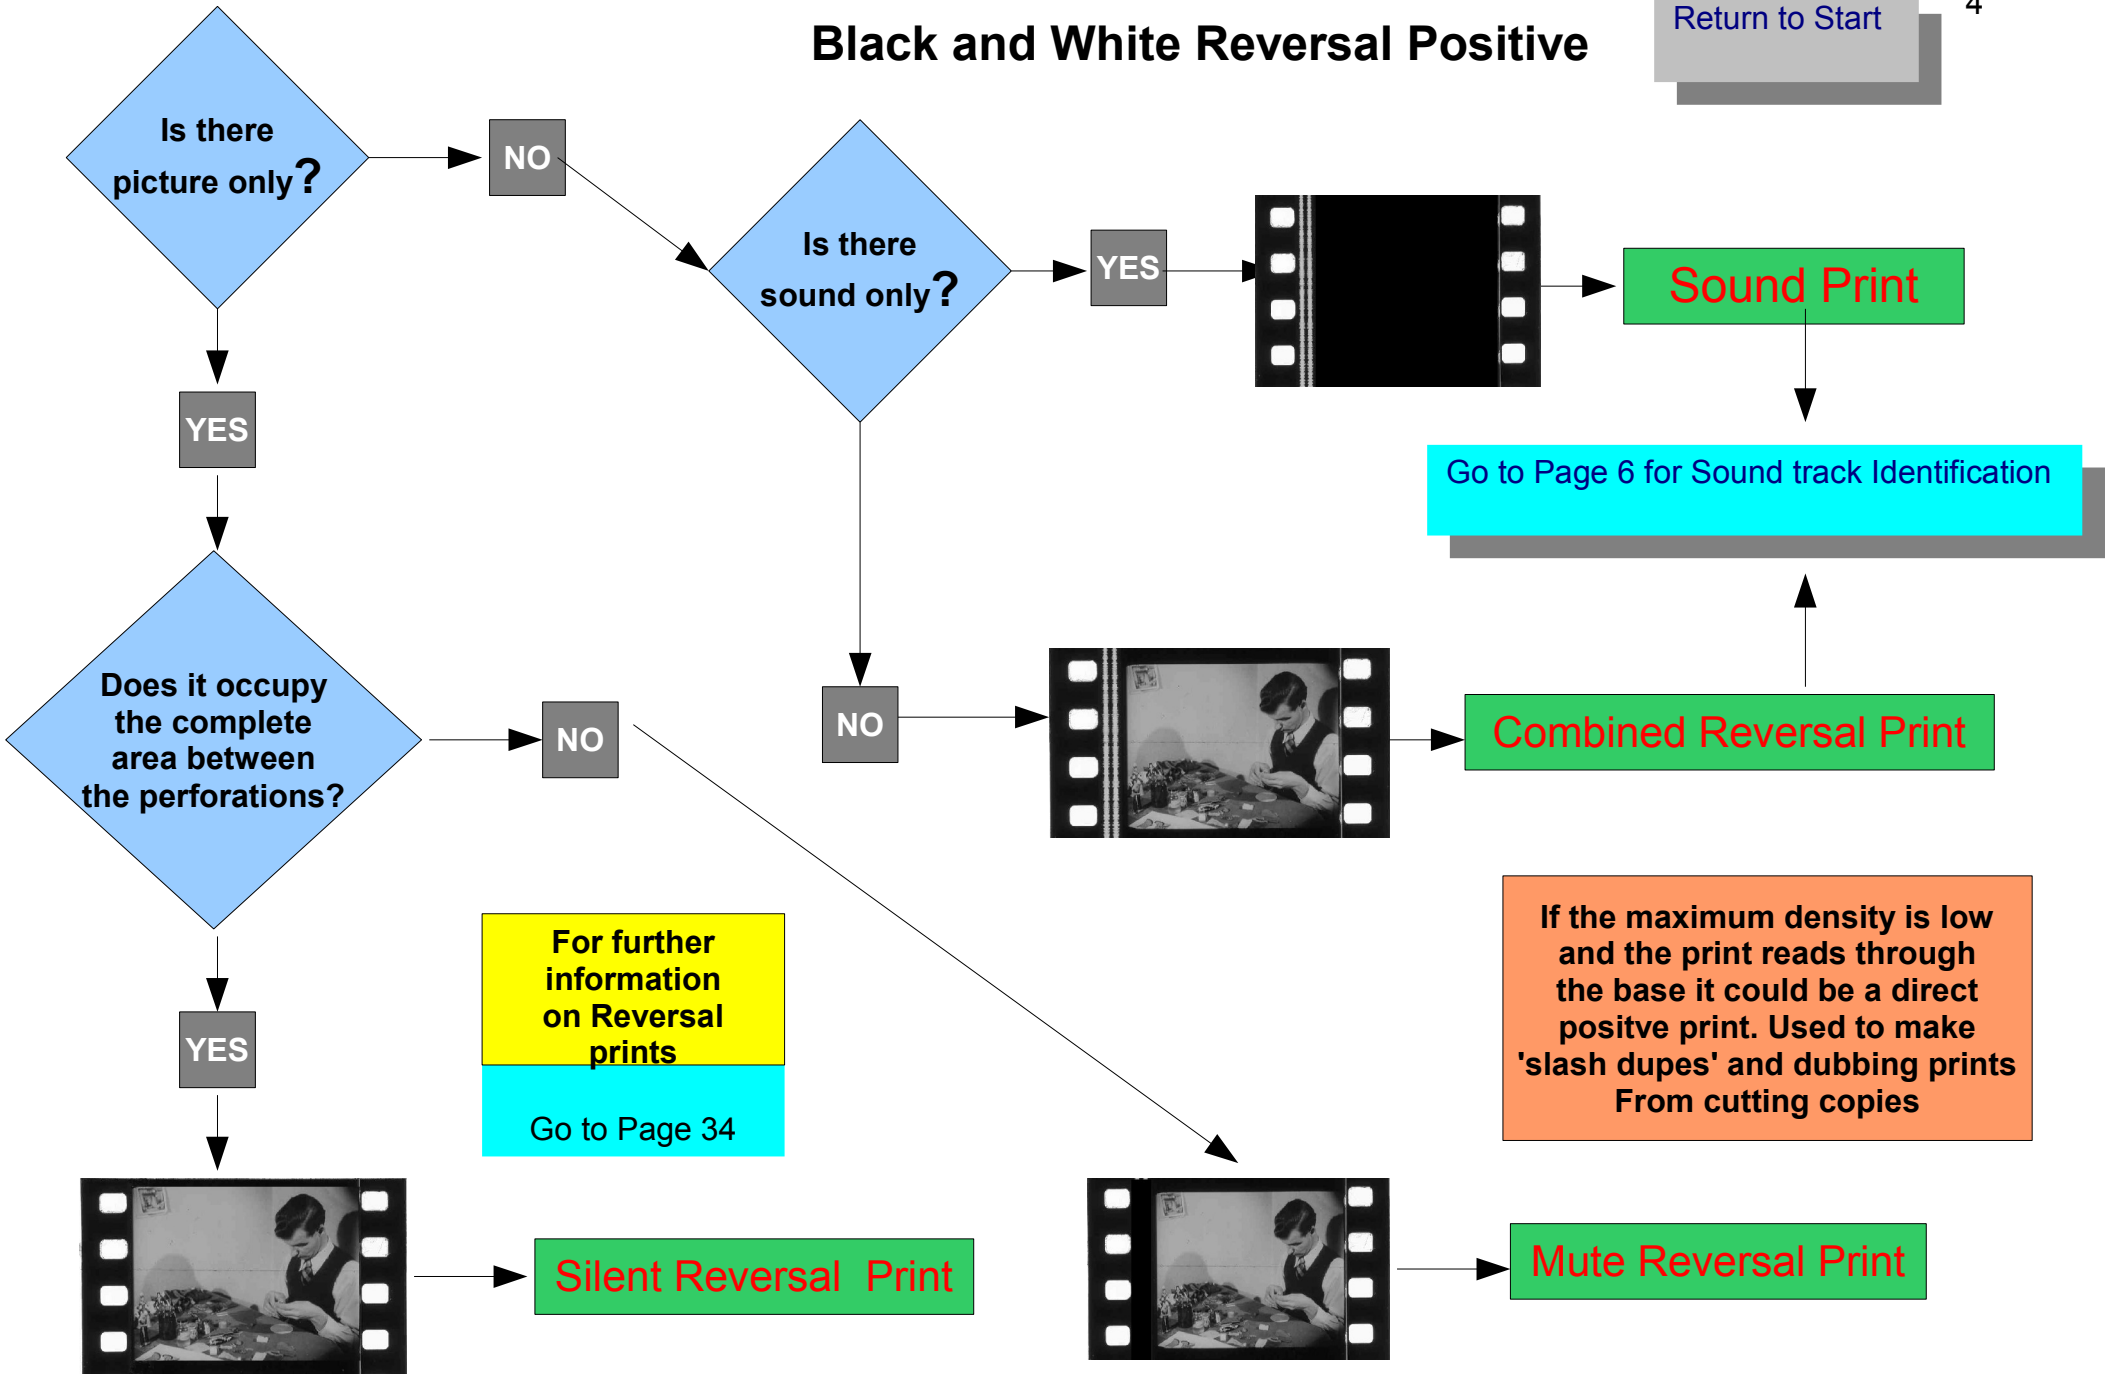 Black and White Reversal Positive
Return to Start
4
Is there
picture only?
NO
Is there
sound only?
YES
Sound Print
YES
Go to Page 6 for Sound track Identification
Does it occupy
the complete
area between
the perforations?
NO
NO
Combined Reversal Print
For further
information
on Reversal
prints
Go to Page 34
If the maximum density is low
and the print reads through
the base it could be a direct
positve print. Used to make
'slash dupes' and dubbing prints
From cutting copies
YES
Silent Reversal  Print
Mute Reversal Print